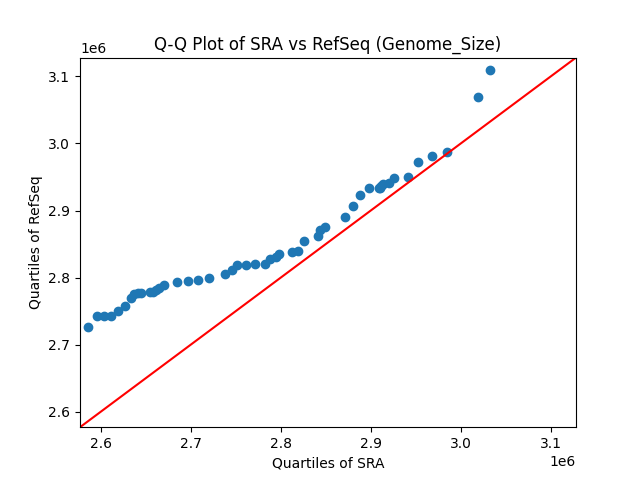 Q-Q Plot of SRA vs RefSeq (Genome_Size)
1e6
3.1
3.0
2.9
2.8
2.7
2.6
Quartiles of RefSeq
2.6 2.7 2.8 2.9 3.0 3.1
Quartiles of SRA
1e6